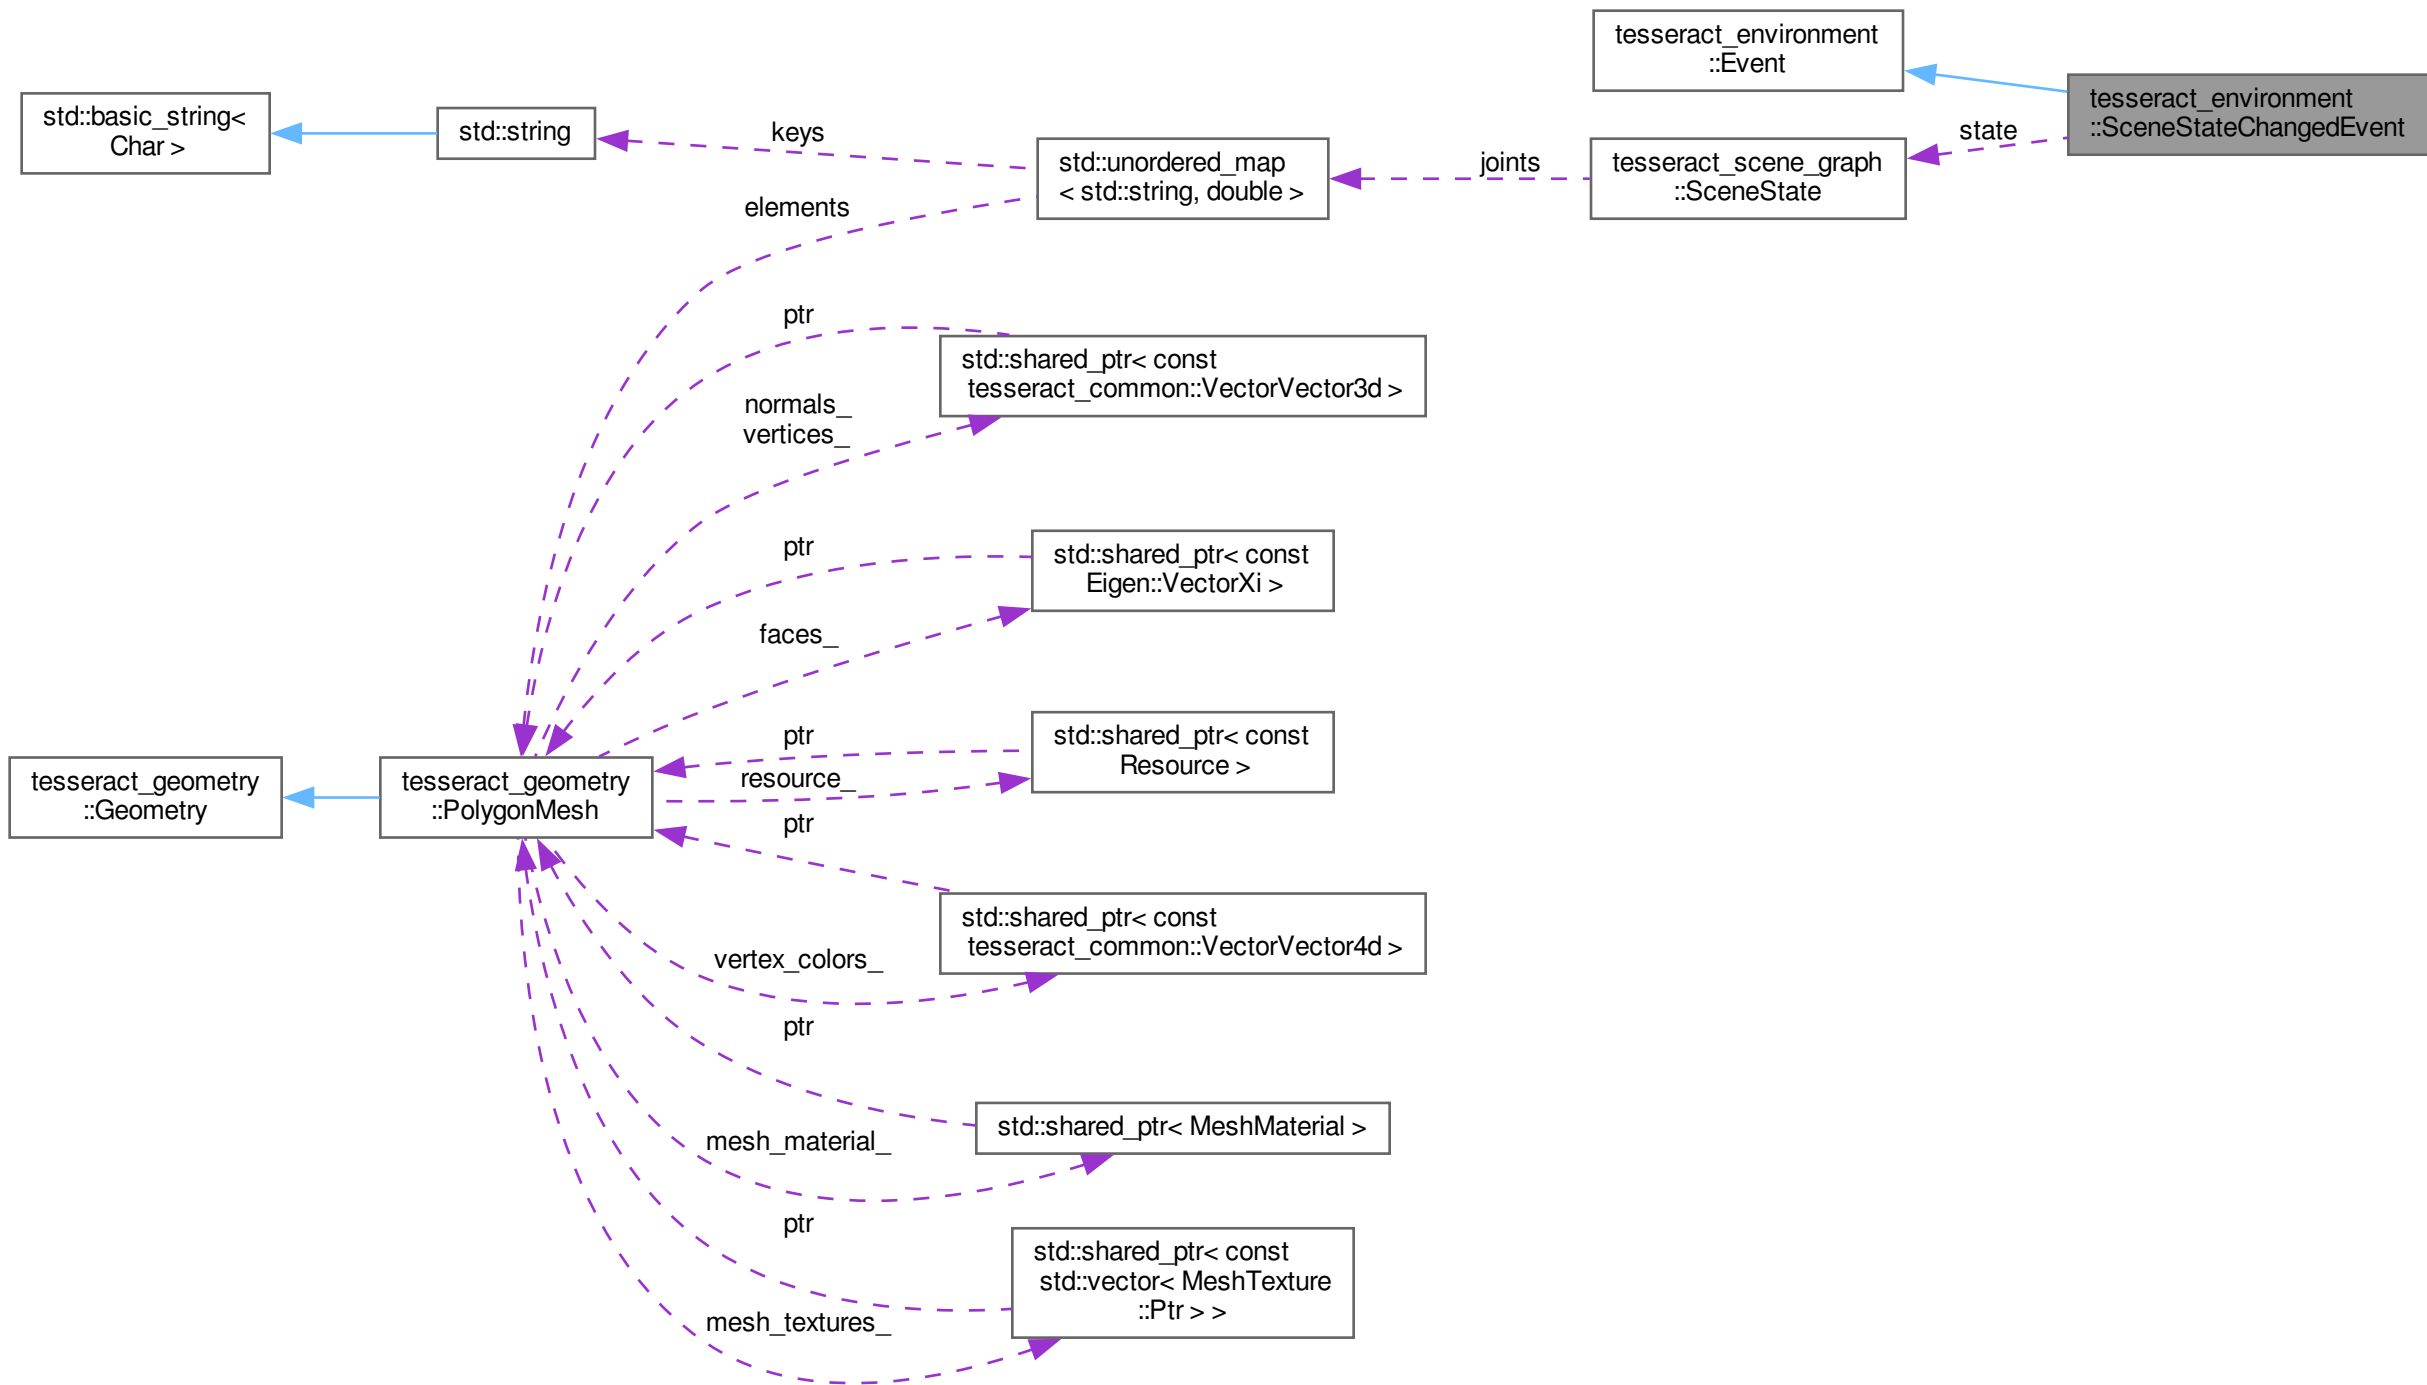 tesseract_environment
::Event
std::basic_string<
Char >
std::string
keys
std::unordered_map
< std::string, double >
joints
tesseract_scene_graph
::SceneState
state
tesseract_environment
::SceneStateChangedEvent
elements
ptr
std::shared_ptr< const
tesseract_common::VectorVector3d >
normals_
vertices_
ptr
std::shared_ptr< const
Eigen::VectorXi >
faces_
tesseract_geometry
::Geometry
tesseract_geometry
::PolygonMesh
ptr
resource_
std::shared_ptr< const
Resource >
ptr
std::shared_ptr< const
tesseract_common::VectorVector4d >
vertex_colors_
ptr
std::shared_ptr< MeshMaterial >
mesh_material_
ptr
std::shared_ptr< const
std::vector< MeshTexture
::Ptr > >
mesh_textures_